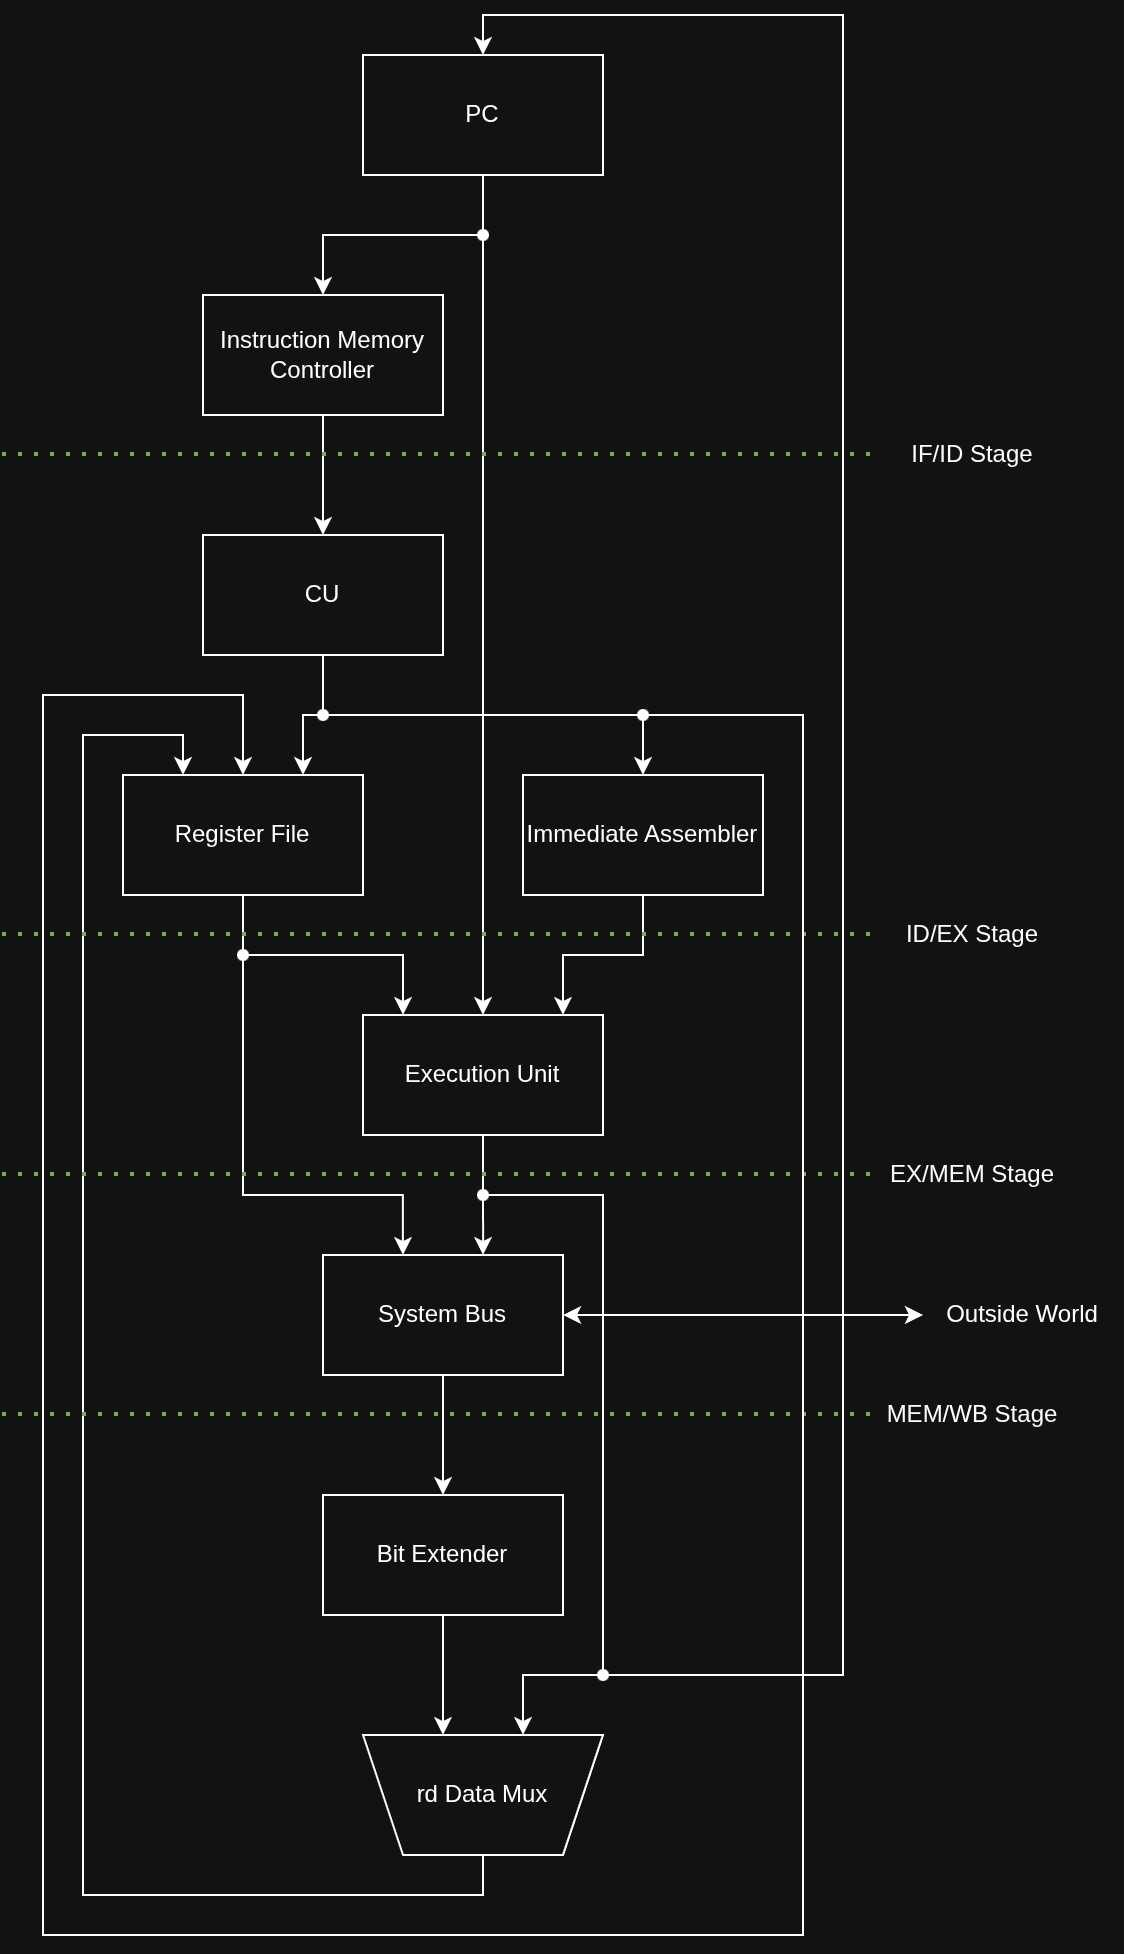 PC
Instruction Memory
Controller
IF/ID Stage
CU
Register File
Immediate Assembler
ID/EX Stage
Execution Unit
EX/MEM Stage
System Bus
Outside World
MEM/WB Stage
Bit Extender
rd Data Mux